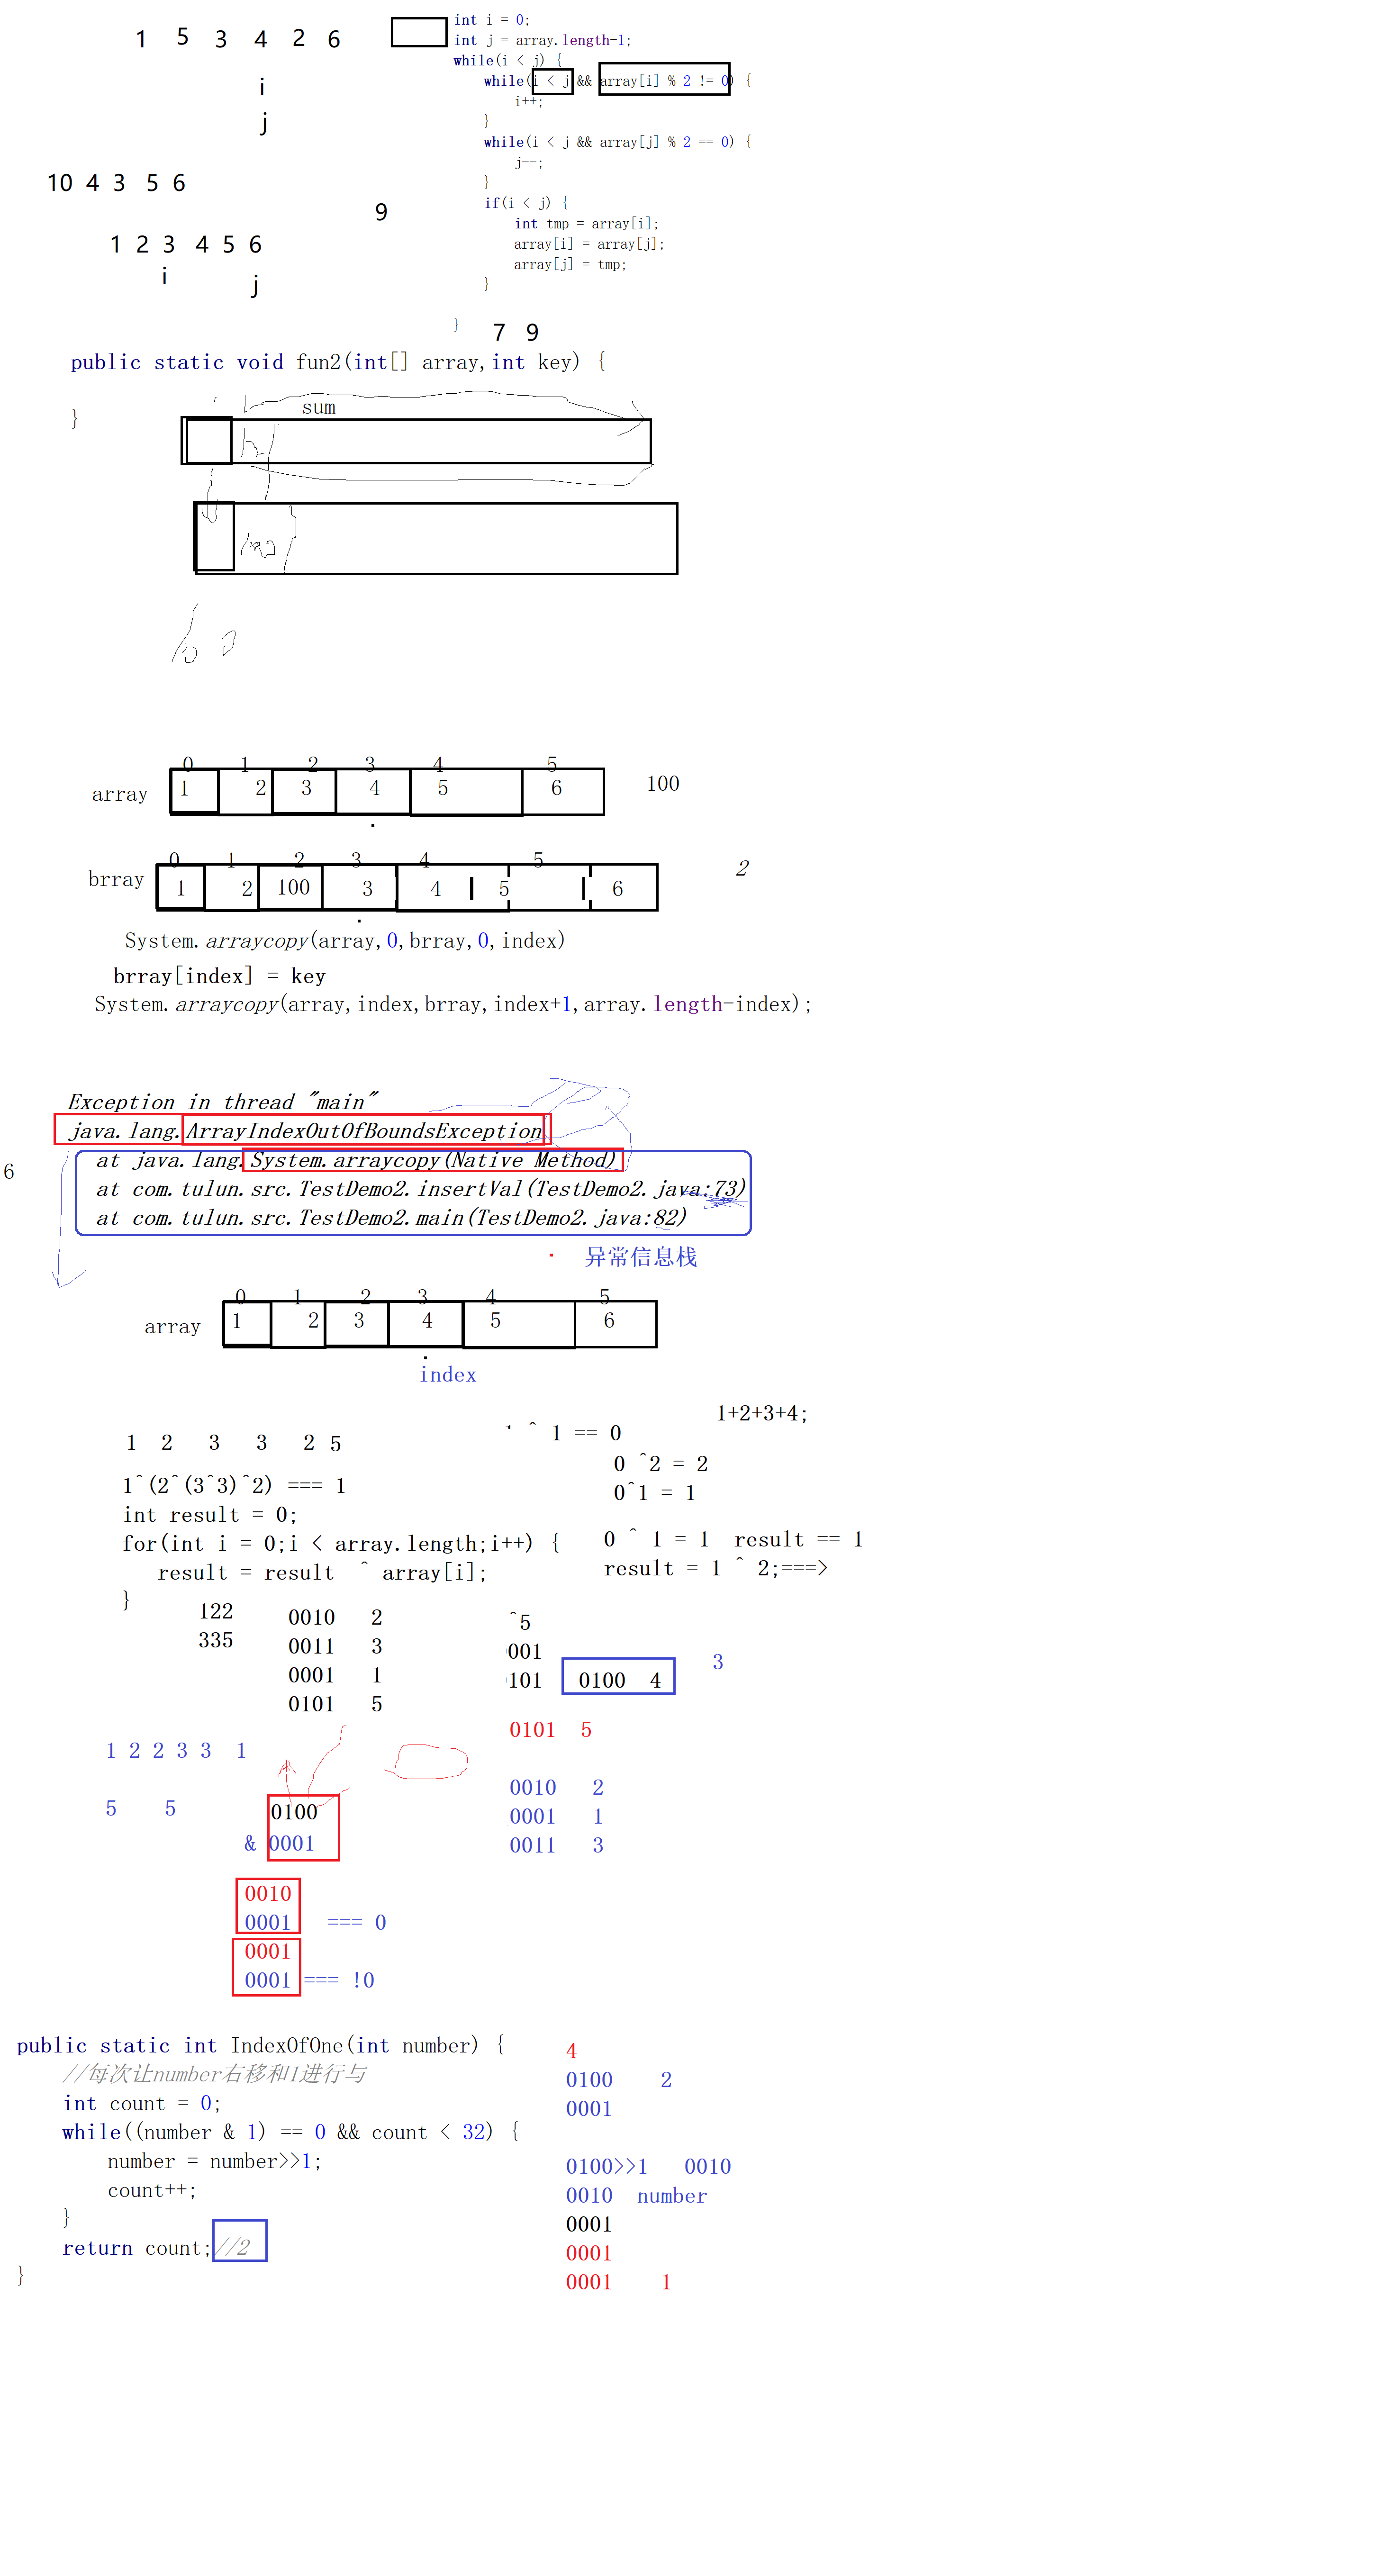 1 5 3 4 2 6
i
j
int i = 0;
int j = array.length-1;
while(i < j) {
while(i < j && array[i] % 2 != 0) {
i++;
}
while(i < j && array[j] % 2 == 0) {
j--;
}
if(i < j) {
int tmp = array[i];
array[i] = array[j];
array[j] = tmp;
}
}
10 4 3 5 6
9
1 2 3 4 5 6
i j
7 9
public static void fun2(int[] array,int key) {
}
sum
0 1 2 3 4 5
array 1 2 3 4 5 6 100
0 1 2 3 4 5
brray 1 2 100 3 4 5 6 2
System.arraycopy(array,0,brray,0,index)
brray[index] = key
System.arraycopy(array,index,brray,index+1,array.length-index);
Exception in thread "main"
java.lang.ArrayIndexOutOfBoundsException
at java.lang.System.arraycopy(Native Method)
6
at com.tulun.src.TestDemo2.insertVal(TestDemo2.java:73)
at com.tulun.src.TestDemo2.main(TestDemo2.java:82)
异常信息栈
0 1 2 3 4 5
array 1 2 3 4 5 6
index
1+2+3+4;
1 2 3 3 2 5
^ 1 == 0
0 ^2 = 2
0^1 = 1
1^(2^(3^3)^2) === 1
int result = 0;
for(int i = 0;i < array.length;i++) {
result = result ^ array[i];
}
0 ^ 1 = 1 result == 1
result = 1 ^ 2;===>
122
335
0010 2
0011 3
0001 1
0101 5
^5
001
101 0100 4
3
0101 5
1 2 2 3 3 1
5 5
0100
& 0001
0010 2
0001 1
0011 3
0010
0001 === 0
0001
0001 === !0
public static int IndexOfOne(int number) {
//每次让number右移和1进行与
int count = 0;
while((number & 1) == 0 && count < 32) {
number = number>>1;
count++;
}
return count;//2
}
4
0100 2
0001
0100>>1 0010
0010 number
0001
0001
0001 1